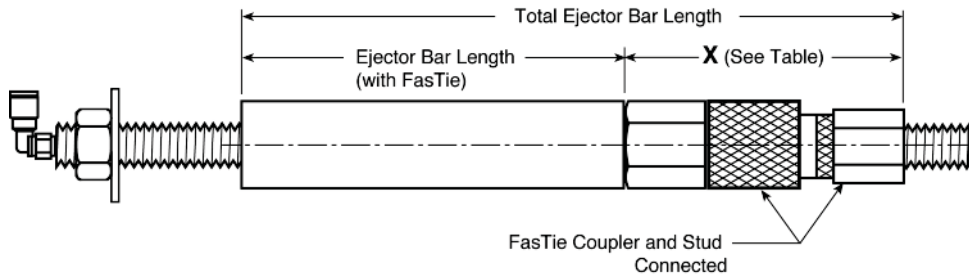 Total Ejector Bar Length
Ejector Bar Length
(with FasTie)
X (See Table)
FasTie Coupler and Stud
Connected